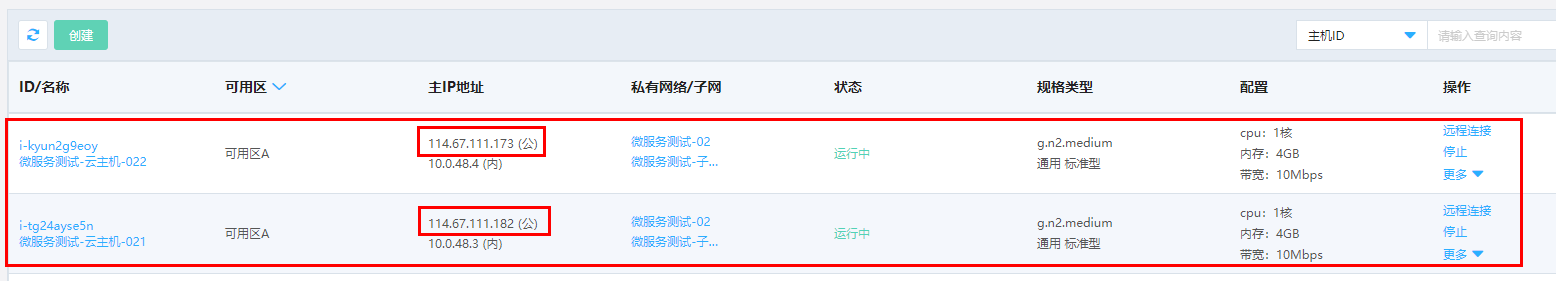 创建
主机ID
请输入查询内容
ID/名称 可用区 主IP地址 私有网络/子网 状态 规格类型 配置 操作
i-kyun2g9eoy
微服务测试-云主机-022
可用区A
114.67.111.173 (公)
10.0.48.4 (内)
微服务测试-02
微服务测试-子...
运行中
g.n2.medium
通用 标准型
cpu：1核
内存：4GB
带宽：10Mbps
远程连接
停止
更多
i-tg24ayse5n
微服务测试-云主机-021
可用区A
114.67.111.182 (公)
10.0.48.3 (内)
微服务测试-02
微服务测试-子...
运行中
g.n2.medium
通用 标准型
cpu：1核
内存：4GB
带宽：10Mbps
远程连接
停止
更多